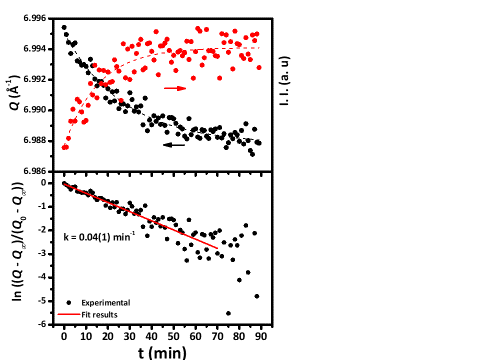 6.996
6.994
6.992
6.990
6.988
6.986
Q (Å⁻¹)
I. I. (a. u)
0
-1
-2
-3
-4
-5
-6
ln ((Q - Q∞)/(Q₀ - Q∞))
k = 0.04(1) min⁻¹
Experimental
Fit results
0 10 20 30 40 50 60 70 80 90
t (min)